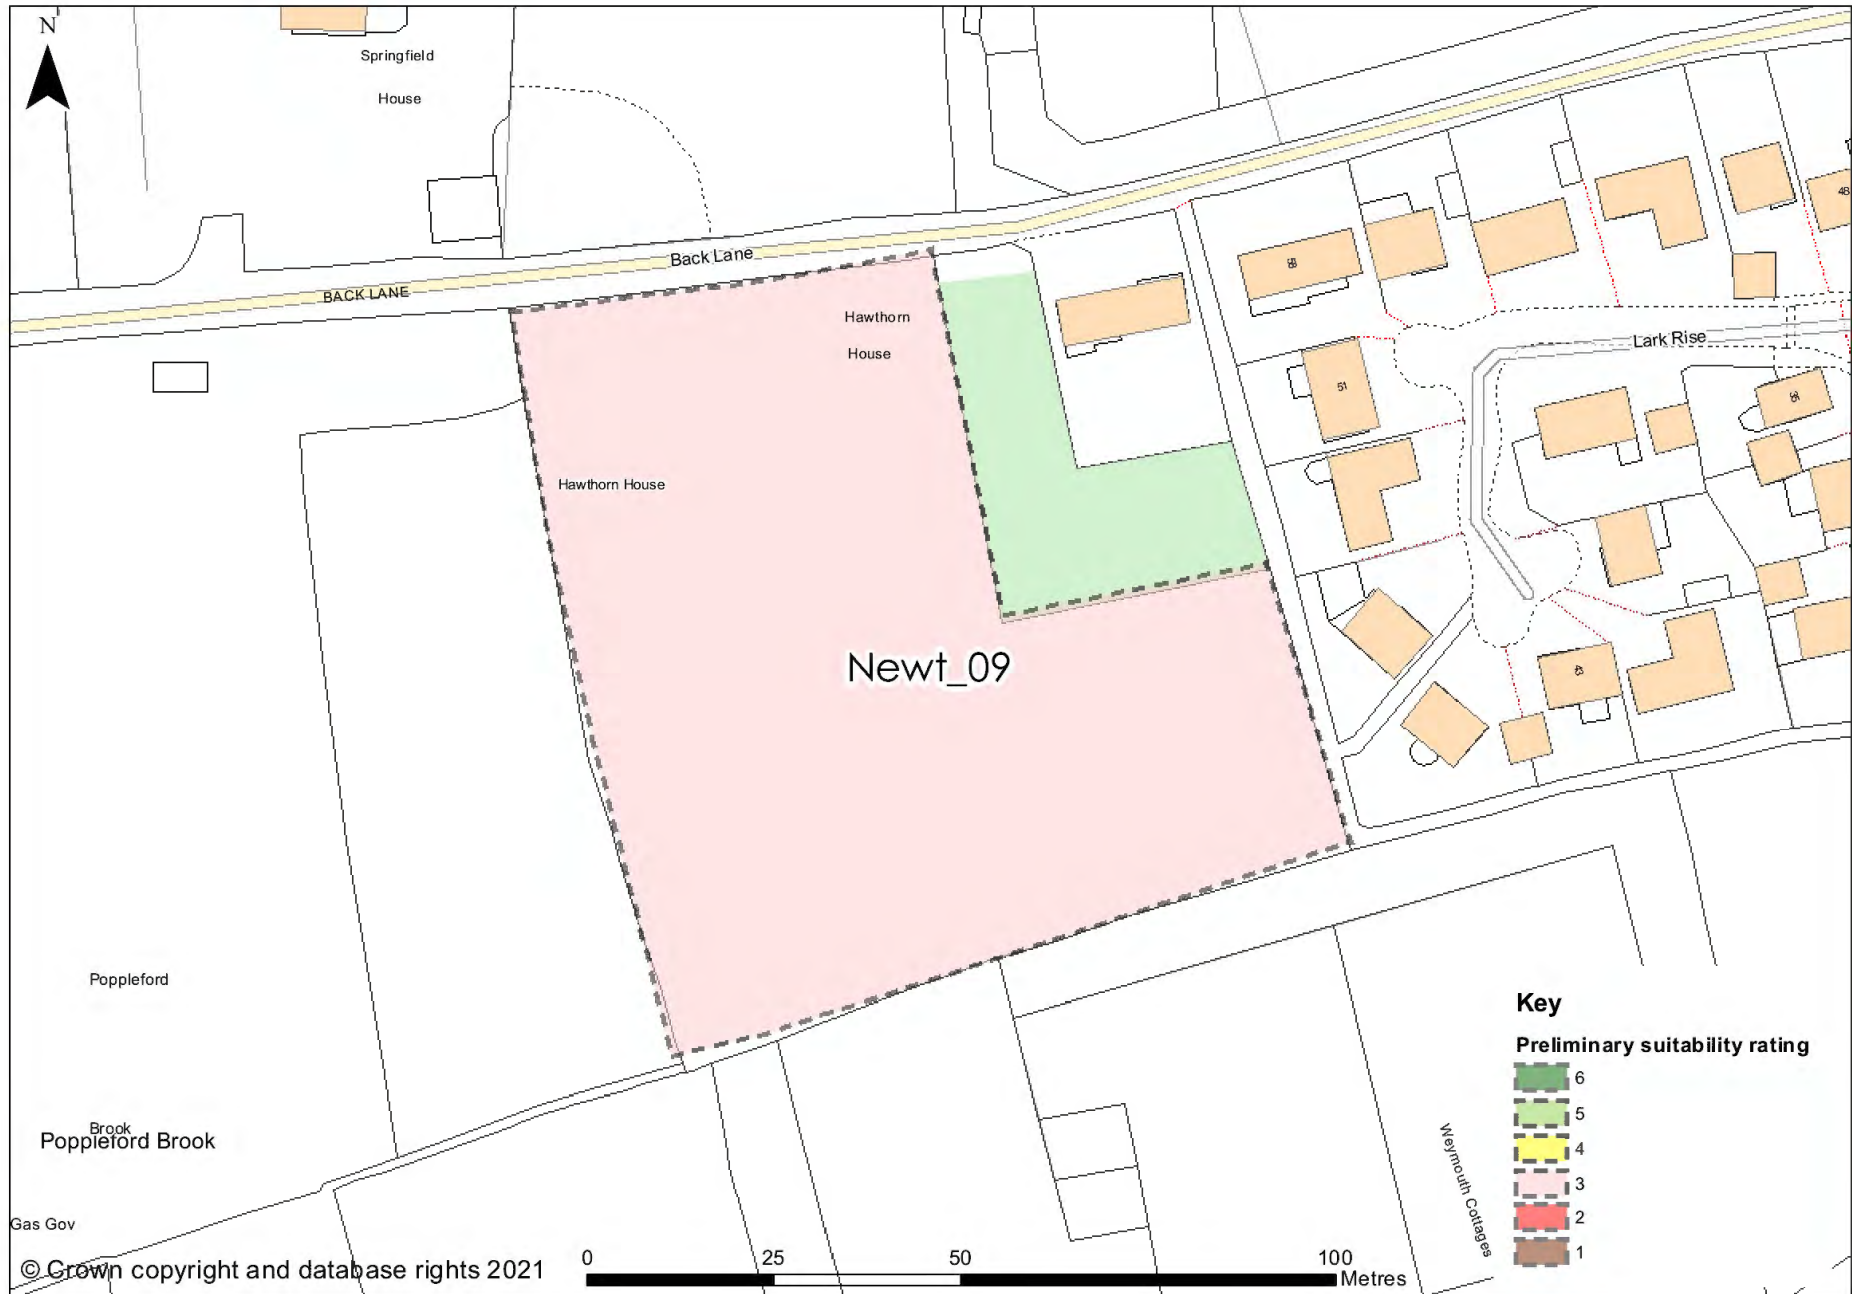 N
Springfield
House
Back Lane
BACK LANE
Hawthorn
House
Hawthorn House
Lark Rise
51
43
Newt_09
Poppleford
Brook
Poppleford Brook
Gas Gov
Weymouth Cottages
Key
Preliminary suitability rating
6
5
4
3
2
1
© Crown copyright and database rights 2021
0 25 50 100
Metres